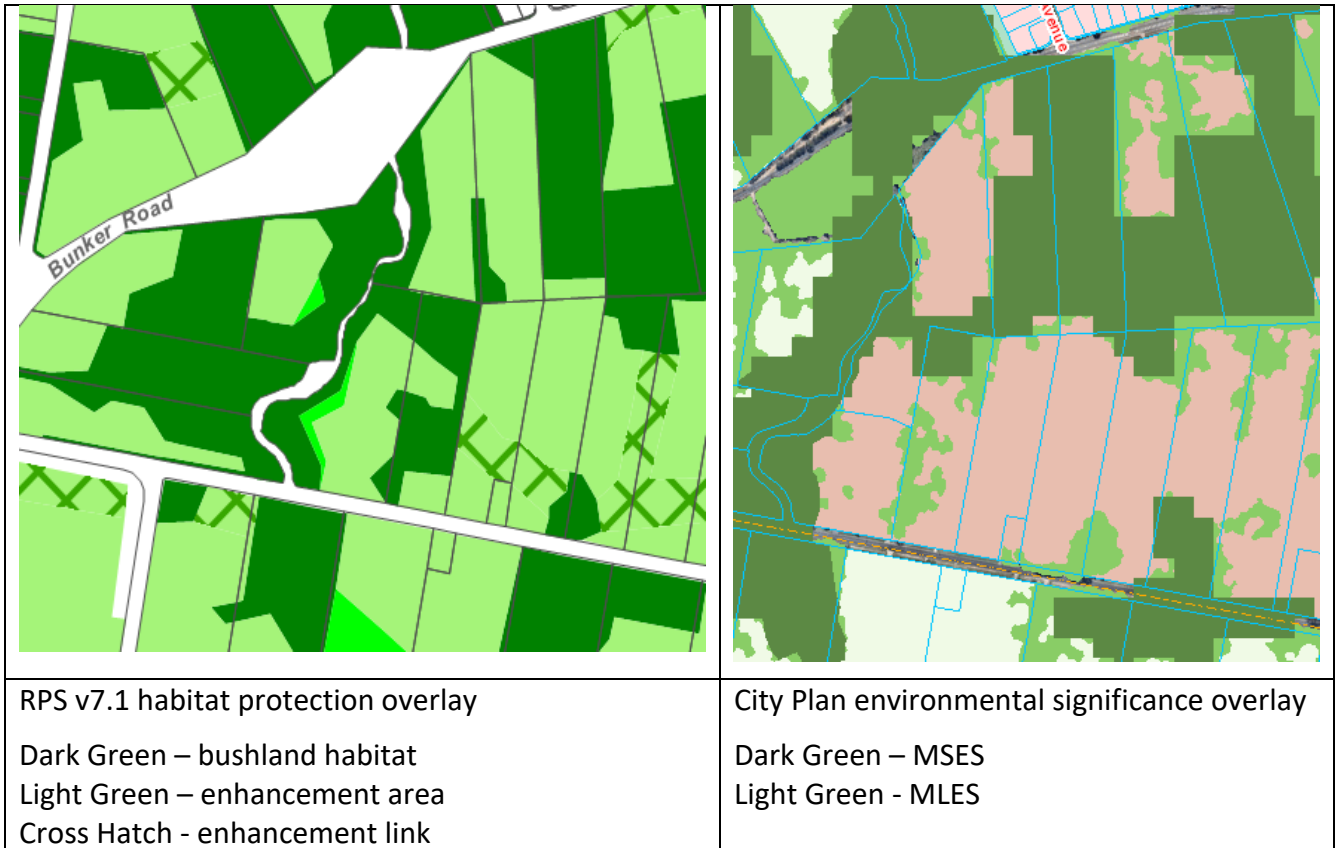 Bunker Road
Avenue
RPS v7.1 habitat protection overlay
Dark Green – bushland habitat
Light Green – enhancement area
Cross Hatch - enhancement link
City Plan environmental significance overlay
Dark Green – MSES
Light Green - MLES